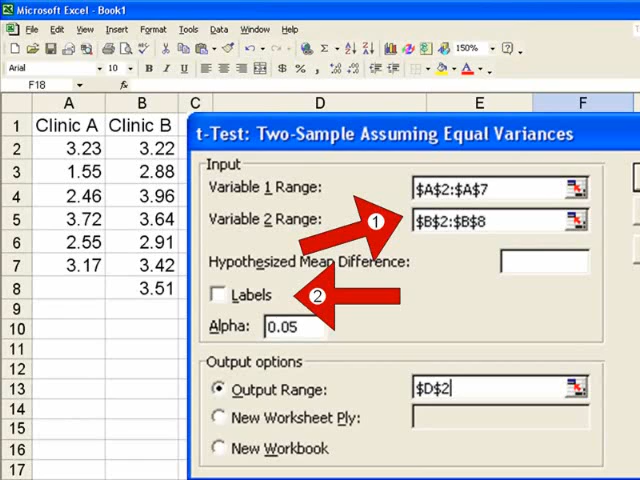 Microsoft Excel - Book1
File Edit View Insert Format Tools Data Window Help
Arial 10 B I U $ % 150%
F18 fx
A B C D E F
1 Clinic A Clinic B
2 3.23 3.22
3 1.55 2.88
4 2.46 3.96
5 3.72 3.64
6 2.55 2.91
7 3.17 3.42
8 3.51
9
10
11
12
13
14
15
16
17
t-Test: Two-Sample Assuming Equal Variances
Input
Variable 1 Range: $A$2:$A$7
Variable 2 Range: $B$2:$B$8
1
Hypothesized Mean Difference:
Labels
2
Alpha: 0.05
Output options
Output Range: $D$2
New Worksheet Ply:
New Workbook